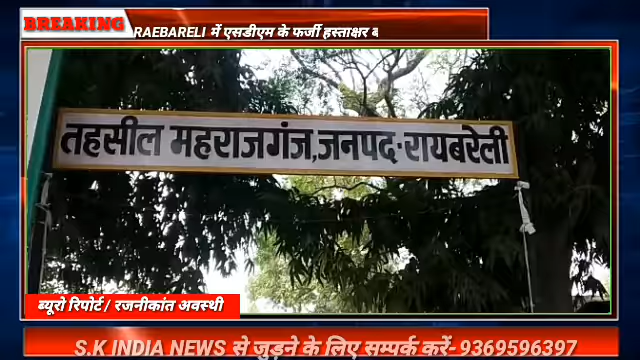 BREAKING
RAEBARELI में एसडीएम के फर्जी हस्ताक्षर
तहसील महराजगंज,जनपद-रायबरेली
ब्यूरो रिपोर्ट / रजनीकांत अवस्थी
S.K INDIA NEWS से जुड़ने के लिए सम्पर्क करें- 9369596397